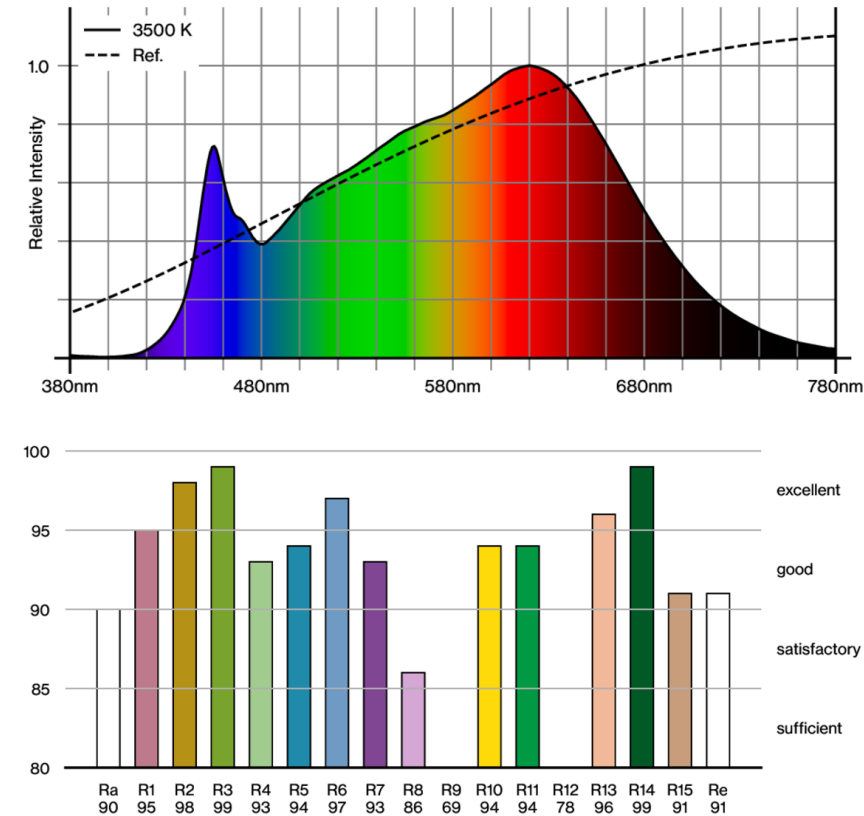 3500 K
Ref.
1.0
Relative Intensity
380nm 480nm 580nm 680nm 780nm
100
excellent
95
good
90
satisfactory
85
sufficient
80
Ra R1 R2 R3 R4 R5 R6 R7 R8 R9 R10 R11 R12 R13 R14 R15 Re
90 95 98 99 93 94 97 93 86 69 94 94 78 96 99 91 91